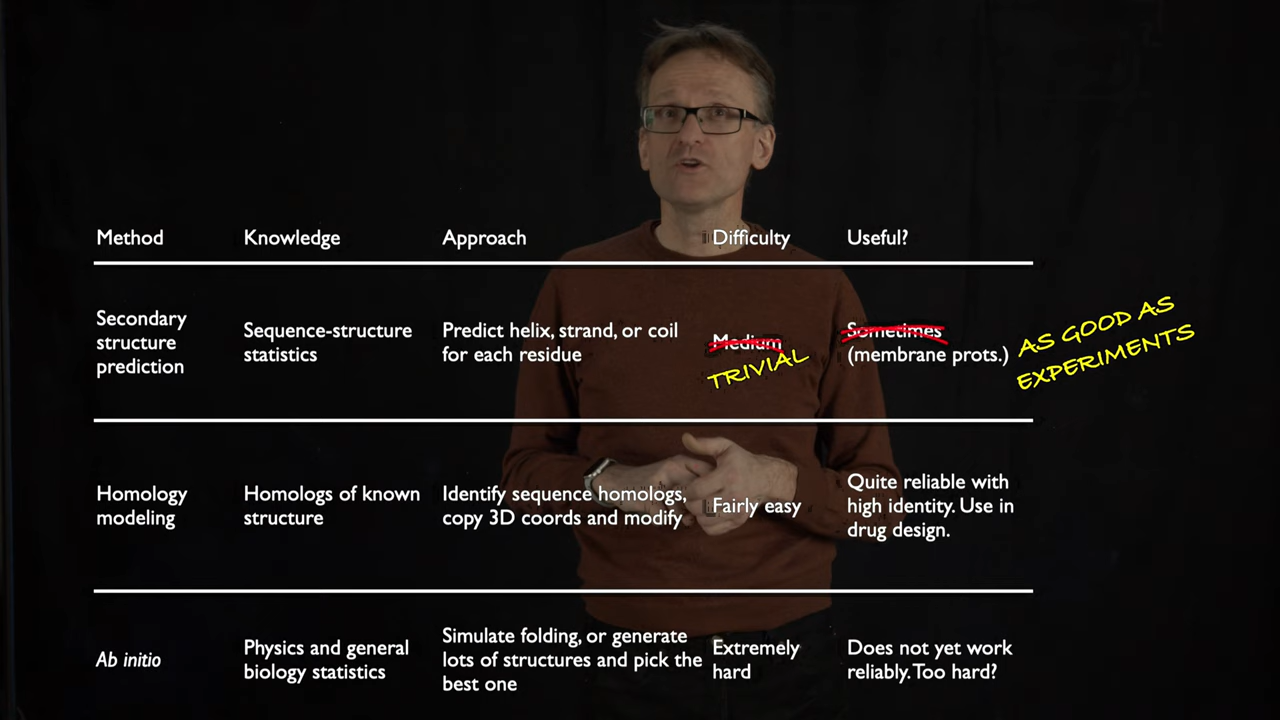 Method Knowledge Approach Difficulty Useful?
Secondary
structure
prediction
Sequence-structure
statistics
Predict helix, strand, or coil
for each residue
Medium
TRIVIAL
Sometimes
(membrane prots.)
AS GOOD AS
EXPERIMENTS
Homology
modeling
Homologs of known
structure
Identify sequence homologs,
copy 3D coords and modify
Fairly easy
Quite reliable with
high identity. Use in
drug design.
Ab initio
Physics and general
biology statistics
Simulate folding, or generate
lots of structures and pick the
best one
Extremely
hard
Does not yet work
reliably. Too hard?